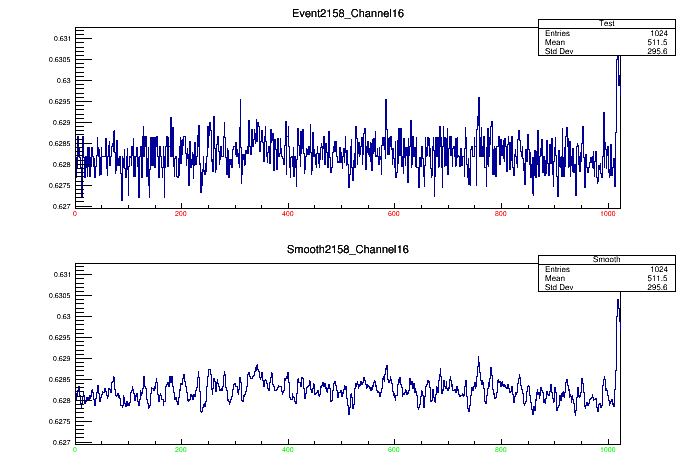 Event2158_Channel16
Test
Entries 1024
Mean 511.5
Std Dev 295.6
0.631
0.6305
0.63
0.6295
0.629
0.6285
0.628
0.6275
0.627
0 200 400 600 800 1000
Smooth2158_Channel16
Smooth
Entries 1024
Mean 511.5
Std Dev 295.6
0.631
0.6305
0.63
0.6295
0.629
0.6285
0.628
0.6275
0.627
0 200 400 600 800 1000